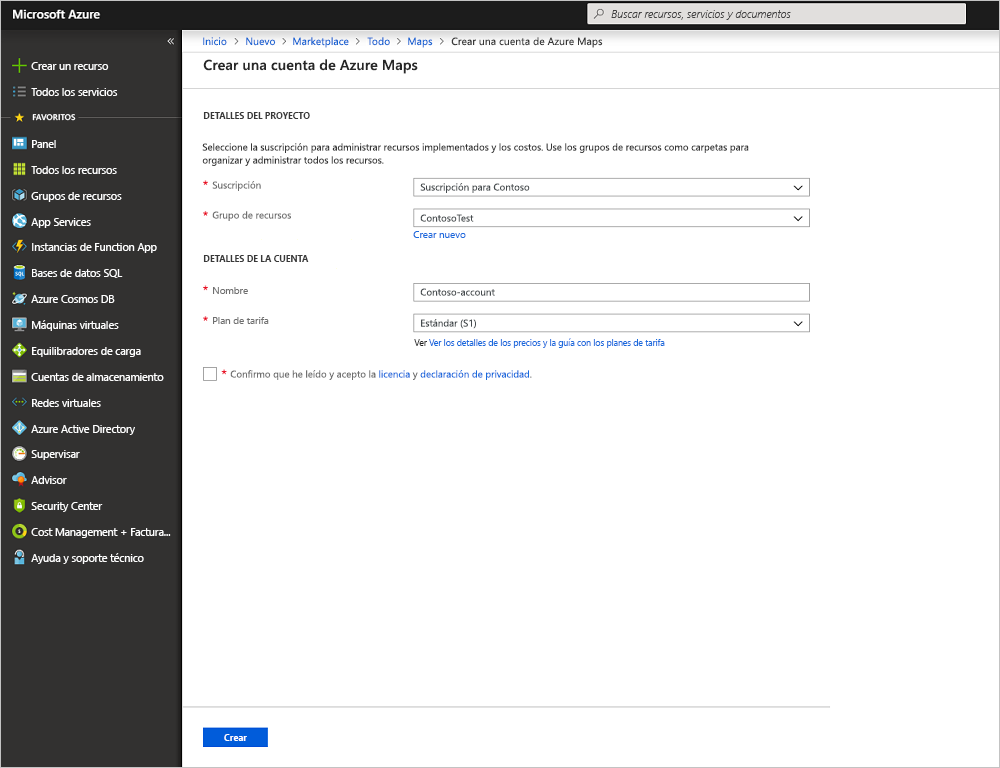 Microsoft Azure
Buscar recursos, servicios y documentos
«
Crear un recurso
Todos los servicios
FAVORITOS
Panel
Todos los recursos
Grupos de recursos
App Services
Instancias de Function App
Bases de datos SQL
Azure Cosmos DB
Máquinas virtuales
Equilibradores de carga
Cuentas de almacenamiento
Redes virtuales
Azure Active Directory
Supervisar
Advisor
Security Center
Cost Management + Factura...
Ayuda y soporte técnico
Inicio > Nuevo > Marketplace > Todo > Maps > Crear una cuenta de Azure Maps
Crear una cuenta de Azure Maps
DETALLES DEL PROYECTO
Seleccione la suscripción para administrar recursos implementados y los costos. Use los grupos de recursos como carpetas para
organizar y administrar todos los recursos.
* Suscripción
Suscripción para Contoso
* Grupo de recursos
ContosoTest
Crear nuevo
DETALLES DE LA CUENTA
* Nombre
Contoso-account
* Plan de tarifa
Estándar (S1)
Ver Ver los detalles de los precios y la guía con los planes de tarifa
* Confirmo que he leído y acepto la licencia y declaración de privacidad.
Crear